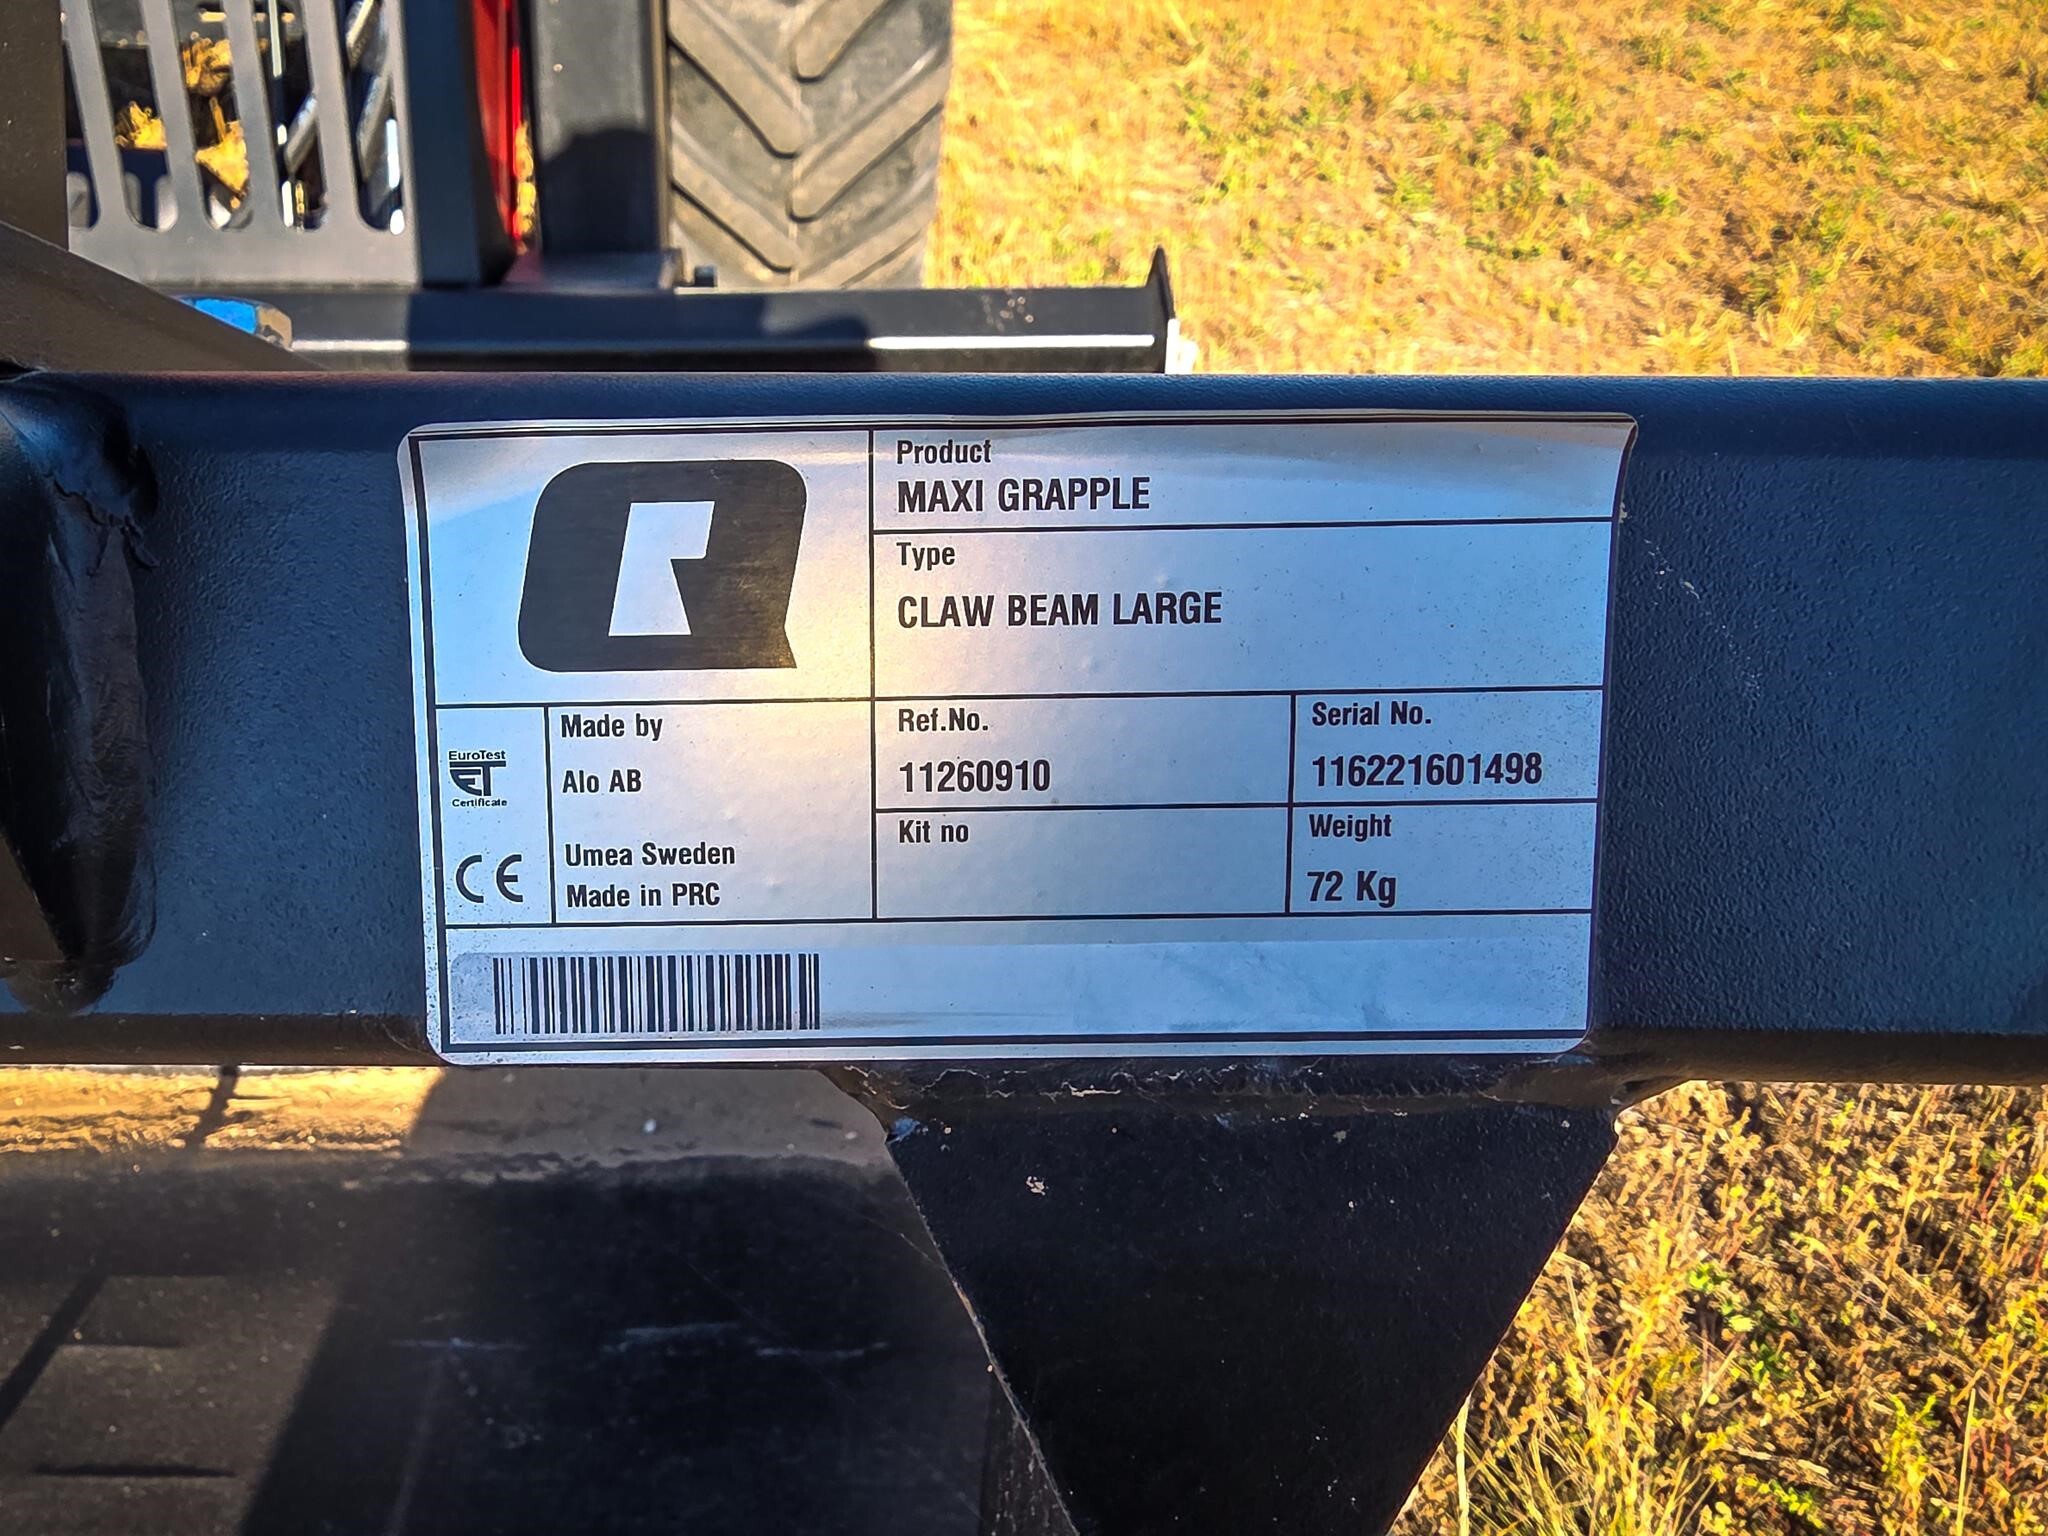 Product
MAXI GRAPPLE
Type
CLAW BEAM LARGE
EuroTest
ET
Certificate
CE
Made by
Alo AB
Umea Sweden
Made in PRC
Ref.No.
11260910
Serial No.
116221601498
Kit no
Weight
72 Kg